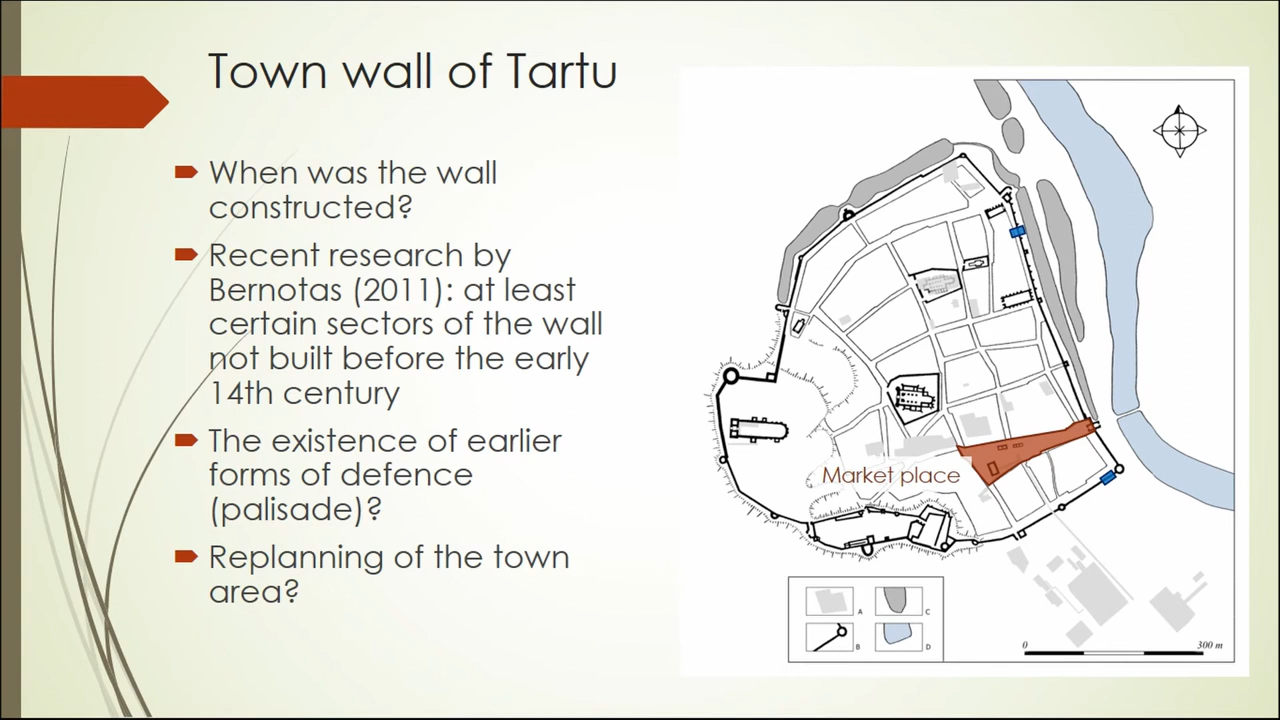 Town wall of Tartu
When was the wall
constructed?
Recent research by
Bernotas (2011): at least
certain sectors of the wall
not built before the early
14th century
The existence of earlier
forms of defence
(palisade)?
Replanning of the town
area?
Market place
A
C
B
D
0 300 m